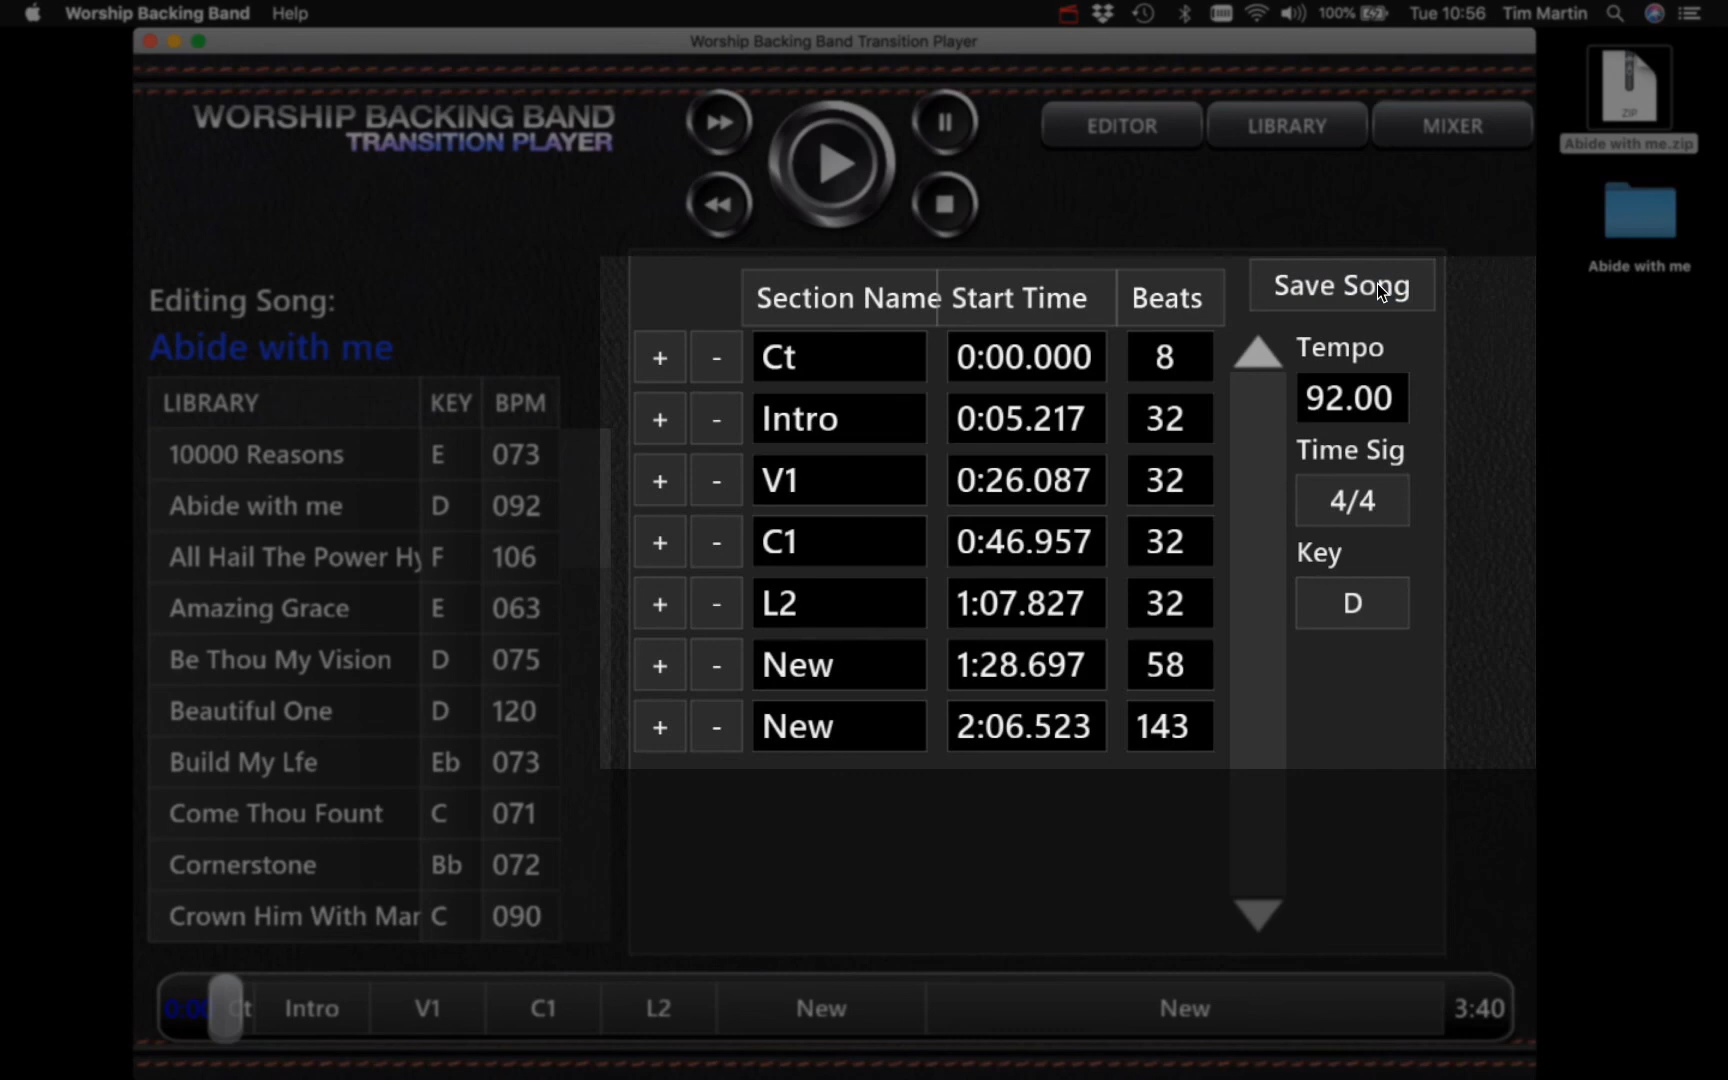 Worship Backing Band Help 100% Tue 10:56 Tim Martin
Worship Backing Band Transition Player
WORSHIP BACKING BAND
TRANSITION PLAYER
EDITOR LIBRARY MIXER
ZIP
Abide with me.zip
Abide with me
Editing Song:
Abide with me
LIBRARY KEY BPM
10000 Reasons E 073
Abide with me D 092
All Hail The Power Hy F 106
Amazing Grace E 063
Be Thou My Vision D 075
Beautiful One D 120
Build My Lfe Eb 073
Come Thou Fount C 071
Cornerstone Bb 072
Crown Him With Mar C 090
Section Name Start Time Beats
+ - Ct 0:00.000 8
+ - Intro 0:05.217 32
+ - V1 0:26.087 32
+ - C1 0:46.957 32
+ - L2 1:07.827 32
+ - New 1:28.697 58
+ - New 2:06.523 143
Save Song
Tempo
92.00
Time Sig
4/4
Key
D
0:00 Ct Intro V1 C1 L2 New New 3:40